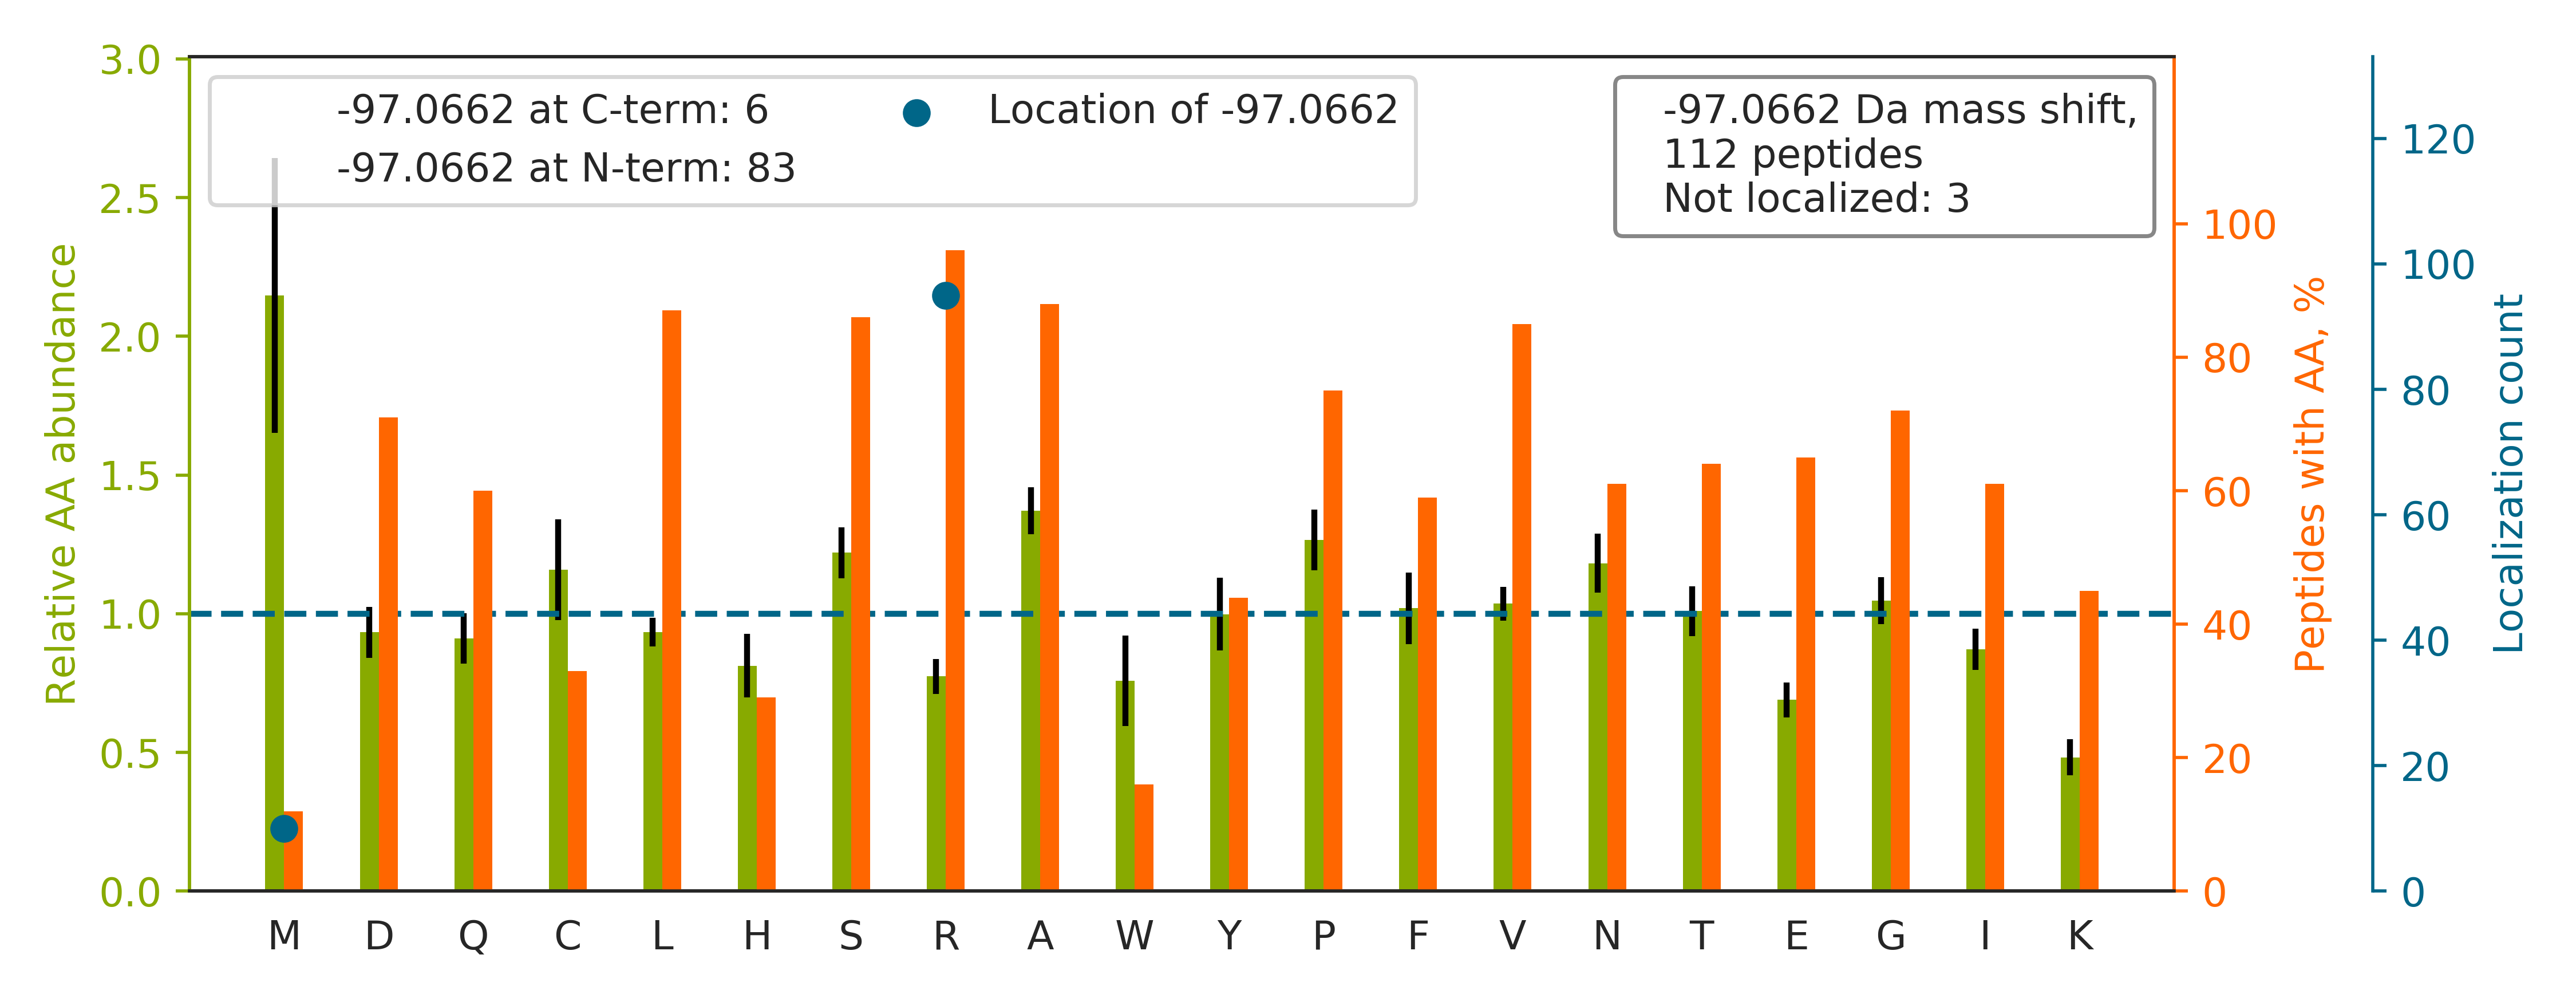 -97.0662 at C-term: 6
-97.0662 at N-term: 83
Location of -97.0662
-97.0662 Da mass shift,
112 peptides
Not localized: 3
Relative AA abundance
3.0
2.5
2.0
1.5
1.0
0.5
0.0
M D Q C L H S R A W Y P F V N T E G I K
100
80
60
40
20
0
Peptides with AA, %
120
100
80
60
40
20
0
Localization count